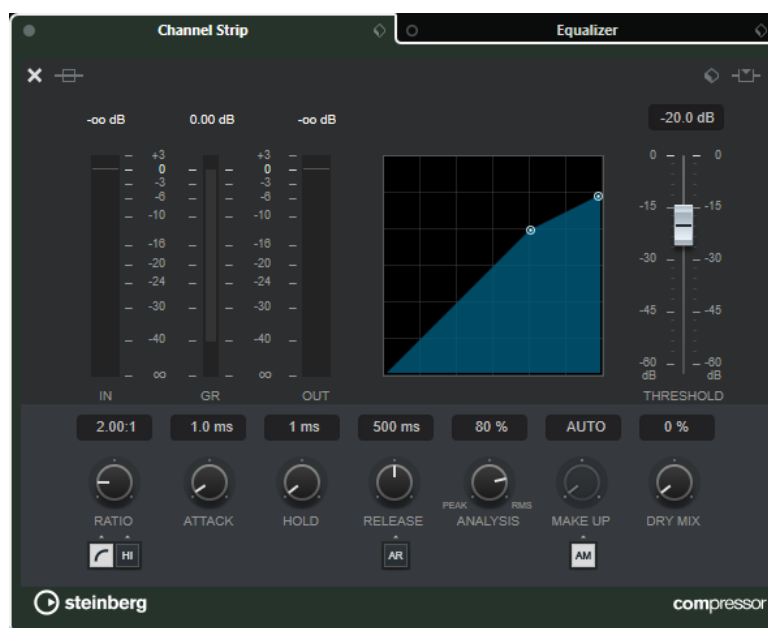 Channel Strip
Equalizer
-oo dB 0.00 dB -oo dB -20.0 dB
+3 +3 0 0
0 0
-3 -3
-6 -6 -15 -15
-10 -10
-16 -16 -30 -30
-20 -20
-24 -24
-30 -30 -45 -45
-40 -40
∞ ∞ -60 -60
dB dB
IN GR OUT THRESHOLD
2.00:1 1.0 ms 1 ms 500 ms 80 % AUTO 0 %
PEAK RMS
RATIO ATTACK HOLD RELEASE ANALYSIS MAKE UP DRY MIX
HI AR AM
steinberg compressor